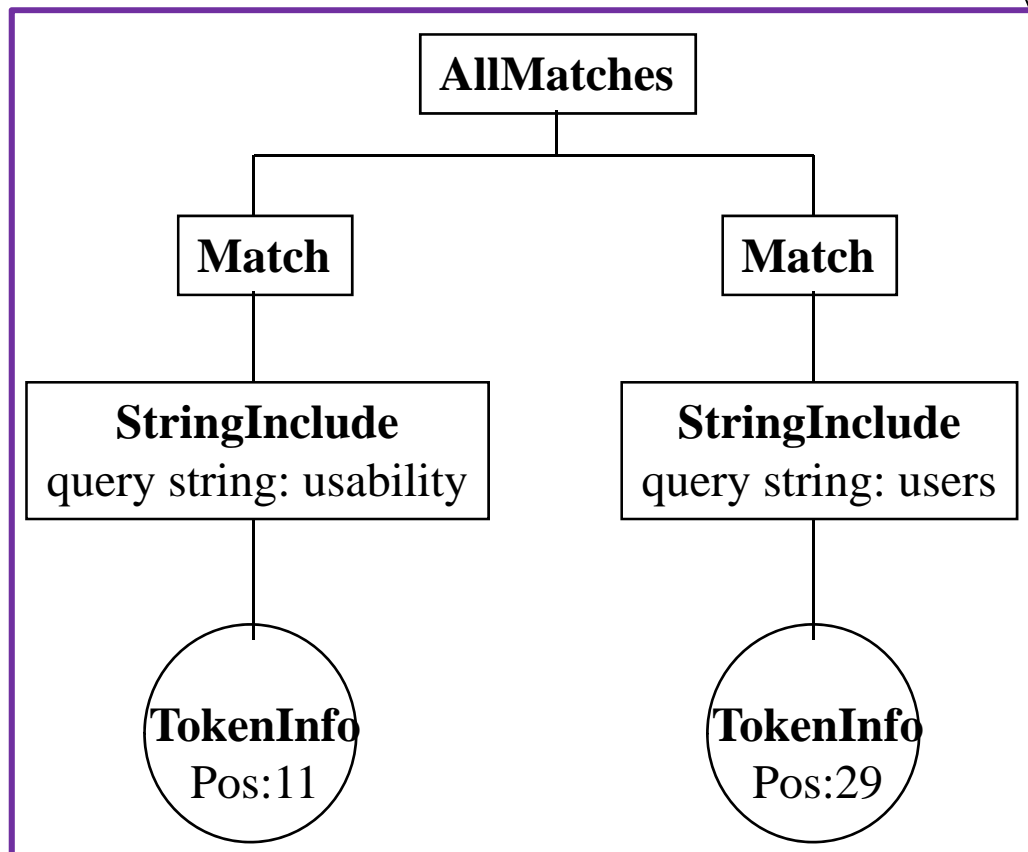 AllMatches
Match
Match
StringInclude
query string: usability
StringInclude
query string: users
TokenInfo
Pos:11
TokenInfo
Pos:29